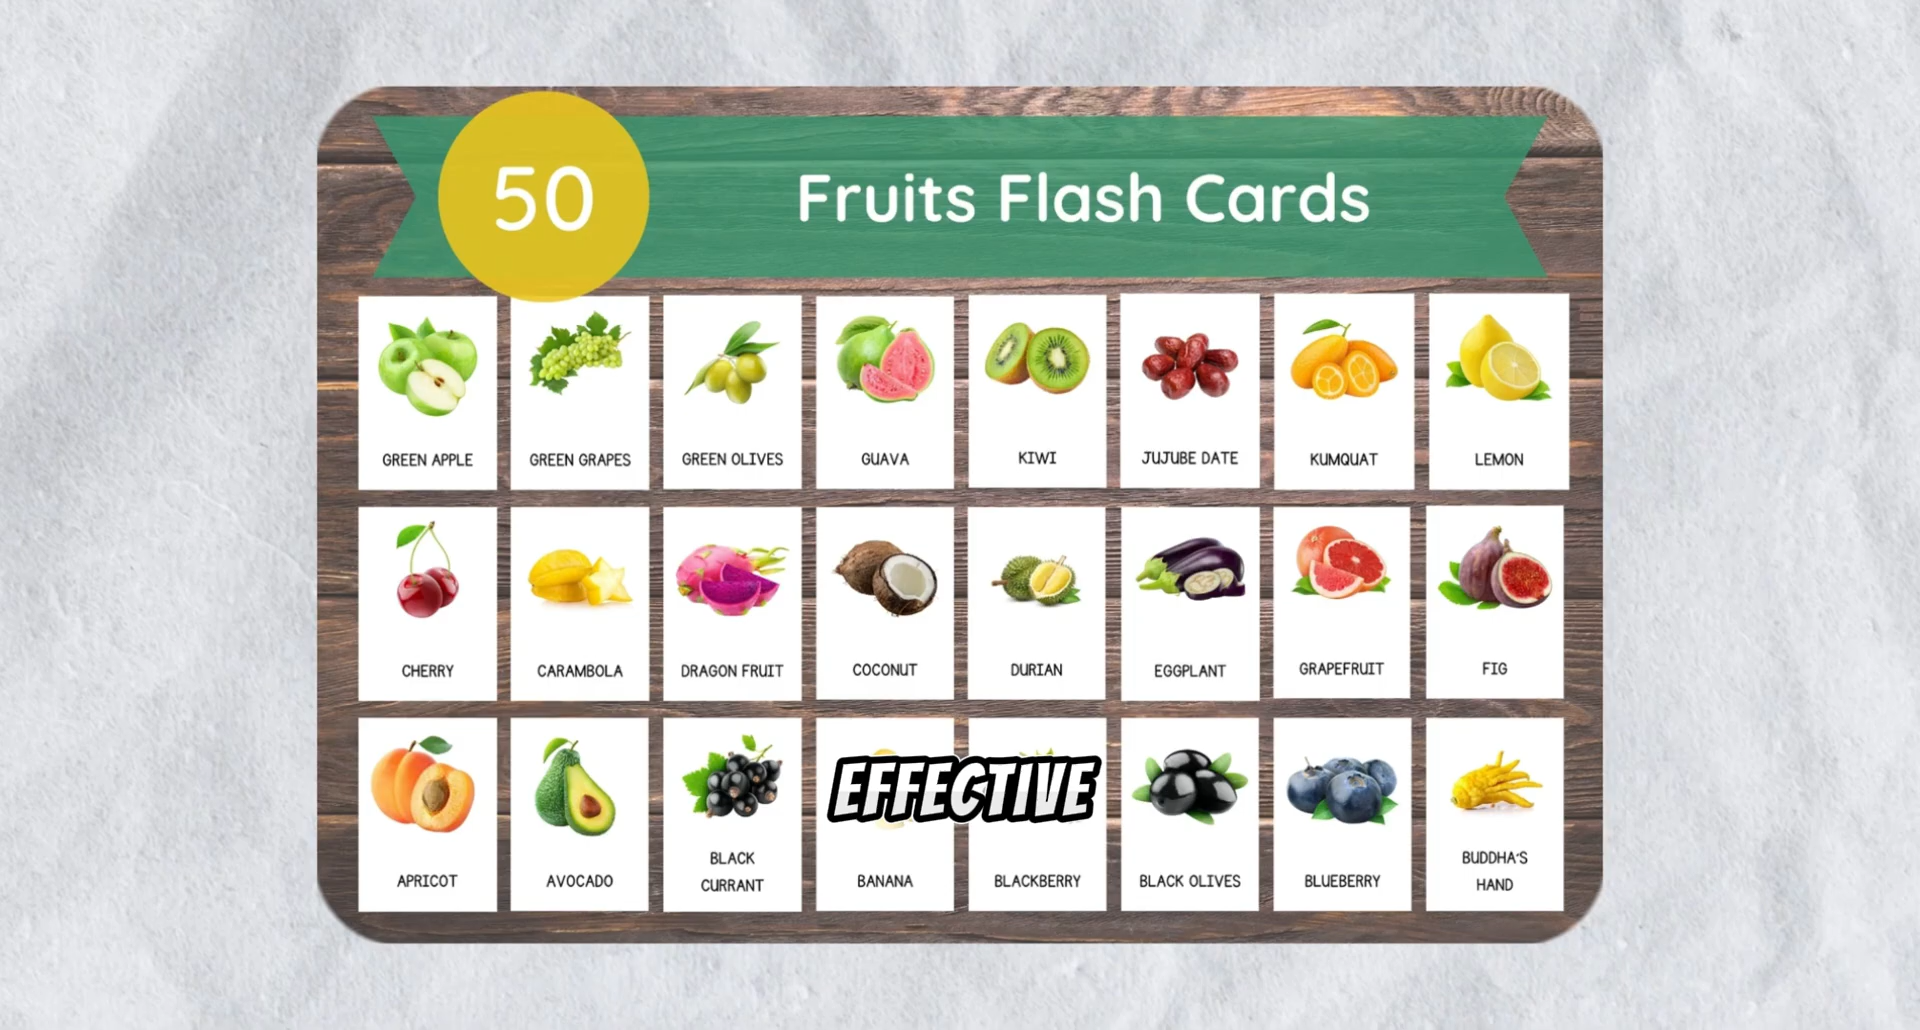 50
Fruits Flash Cards
GREEN APPLE
GREEN GRAPES
GREEN OLIVES
GUAVA
KIWI
JUJUBE DATE
KUMQUAT
LEMON
CHERRY
CARAMBOLA
DRAGON FRUIT
COCONUT
DURIAN
EGGPLANT
GRAPEFRUIT
FIG
APRICOT
AVOCADO
BLACK
CURRANT
EFFECTIVE
BANANA
BLACKBERRY
BLACK OLIVES
BLUEBERRY
BUDDHA'S
HAND